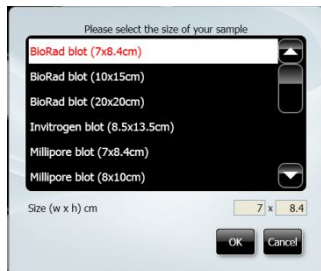 Please select the size of your sample
BioRad blot (7x8.4cm)
BioRad blot (10x15cm)
BioRad blot (20x20cm)
Invitrogen blot (8.5x13.5cm)
Millipore blot (7x8.4cm)
Millipore blot (8x10cm)
Size (w x h) cm 7 x 8.4
OK Cancel